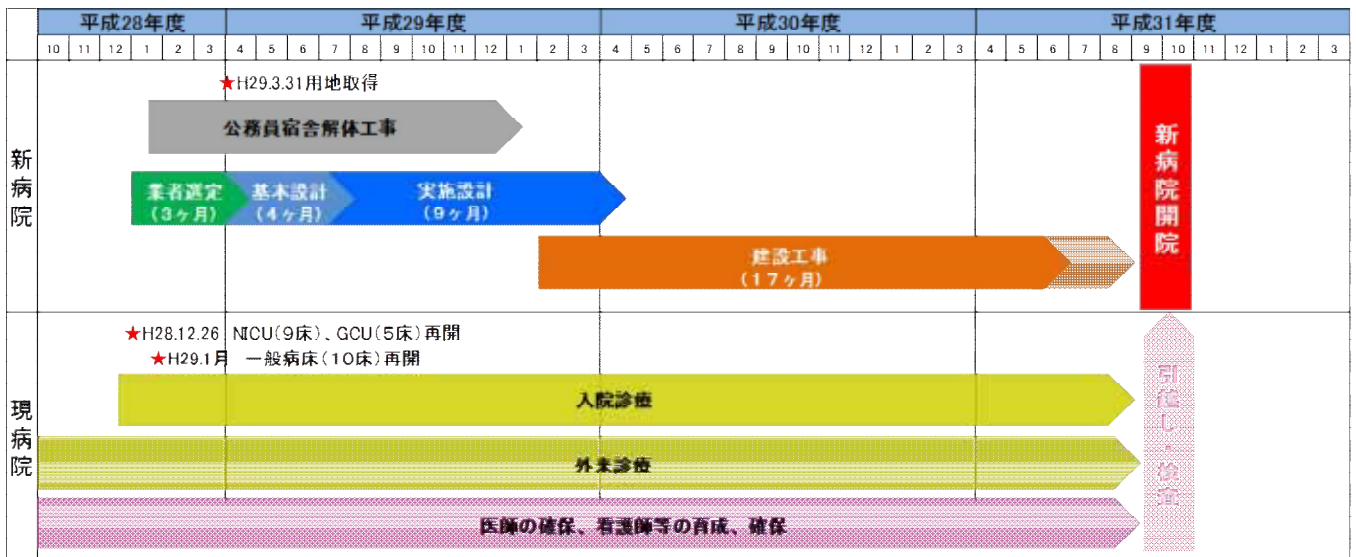 平成28年度 平成29年度 平成30年度 平成31年度
10 11 12 1 2 3 4 5 6 7 8 9 10 11 12 1 2 3 4 5 6 7 8 9 10 11 12 1 2 3 4 5 6 7 8 9 10 11 12 1 2 3
新病院
★H29.3.31用地取得
公務員宿舎解体工事
業者選定
(3ヶ月)
基本設計
(4ヶ月)
実施設計
(9ヶ月)
建設工事
(17ヶ月)
新病院開院
現病院
★H28.12.26 NICU(9床)、GCU(5床)再開
★H29.1月 一般病床(10床)再開
入院診療
外来診療
医師の確保、看護師等の育成、確保
引越し・検査